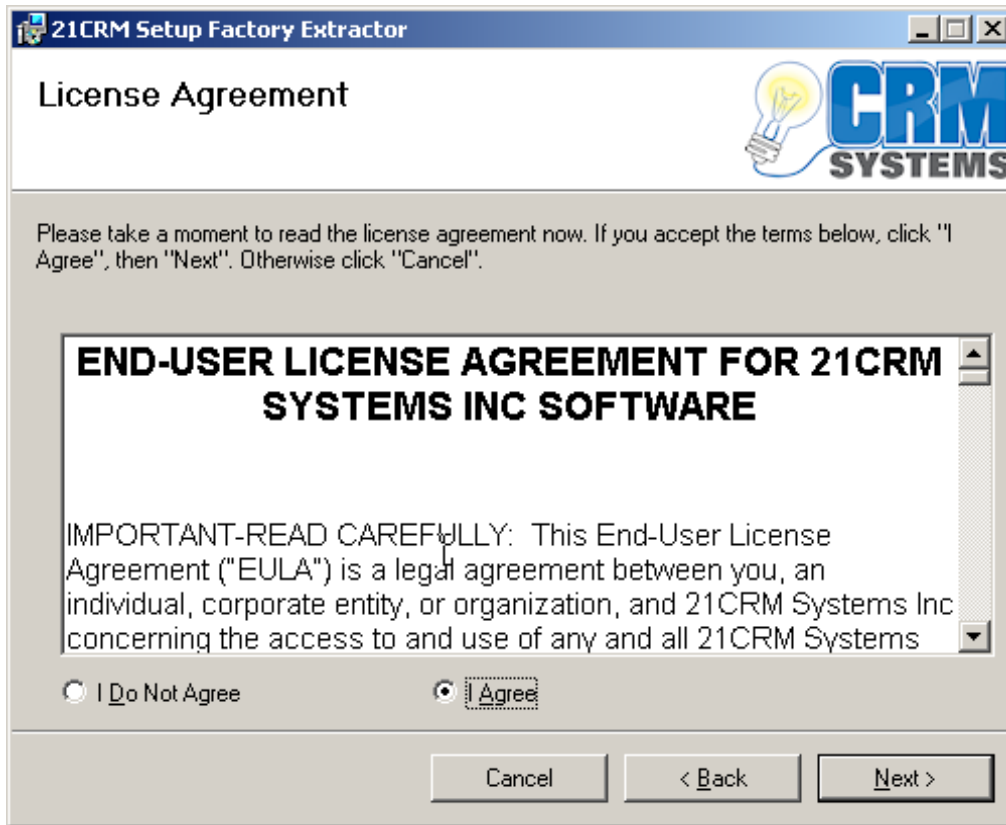 21CRM Setup Factory Extractor
License Agreement
CRM
SYSTEMS
Please take a moment to read the license agreement now. If you accept the terms below, click "I
Agree", then "Next". Otherwise click "Cancel".
END-USER LICENSE AGREEMENT FOR 21CRM
SYSTEMS INC SOFTWARE
IMPORTANT-READ CAREFULLY:  This End-User License
Agreement ("EULA") is a legal agreement between you, an
individual, corporate entity, or organization, and 21CRM Systems Inc
concerning the access to and use of any and all 21CRM Systems
I Do Not Agree
I Agree
Cancel
< Back
Next >